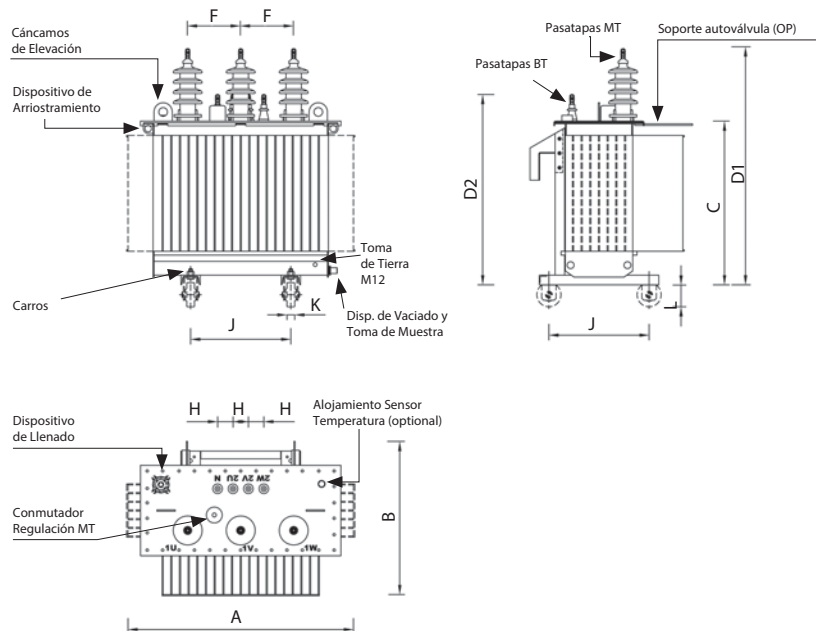 F F
Cáncamos
de Elevación
Dispositivo de
Arriostramiento
Carros
Toma
de Tierra
M12
K
J
Disp. de Vaciado y
Toma de Muestra
Pasatapas MT
Soporte autoválvula (OP)
Pasatapas BT
D2
C
D1
L
J
H H H
Alojamiento Sensor
Temperatura (optional)
Dispositivo
de Llenado
N 2U 2V 2W
Conmutador
Regulación MT
1U 1V 1W
B
A